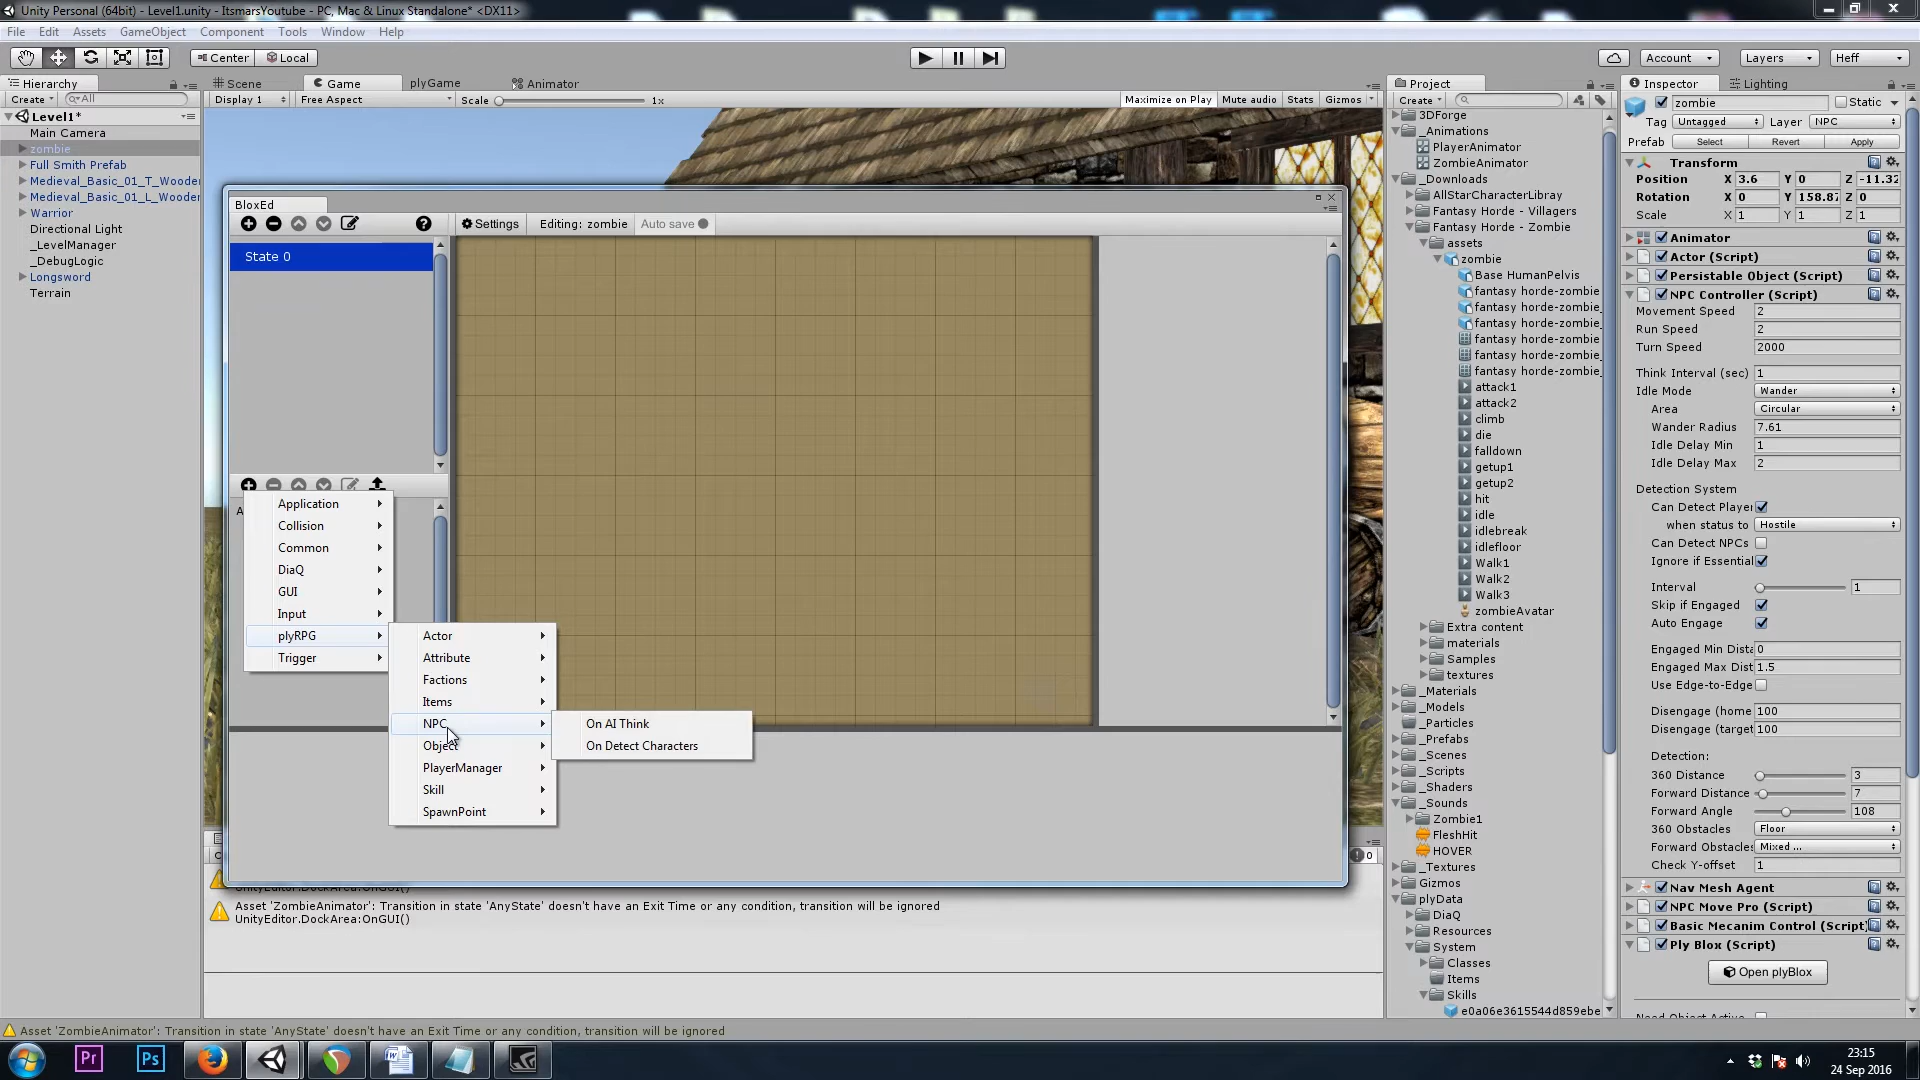 Unity Personal (64bit) - Level1.unity - ItsmarsYoutube - PC, Mac & Linux Standalone* <DX11>
File Edit Assets GameObject Component Tools Window Help
Center Local Account Layers Heff
Hierarchy Scene Game plyGame Animator Project Inspector Lighting
Create All Display 1 Free Aspect Scale 1x Maximize on Play Mute audio Stats Gizmos Create
Level1*
Main Camera
zombie
Full Smith Prefab
Medieval_Basic_01_T_Wooden
Medieval_Basic_01_L_Wooden
Warrior
Directional Light
_LevelManager
_DebugLogic
Longsword
Terrain
BloxEd
Settings Editing: zombie Auto save
State 0
Application
Collision
Common
DiaQ
GUI
Input
plyRPG
Trigger
Actor
Attribute
Factions
Items
NPC
Object
PlayerManager
Skill
SpawnPoint
On AI Think
On Detect Characters
UnityEditor.DockArea:OnGUI()
Asset 'ZombieAnimator': Transition in state 'AnyState' doesn't have an Exit Time or any condition, transition will be ignored
UnityEditor.DockArea:OnGUI()
0
3DForge
_Animations
PlayerAnimator
ZombieAnimator
_Downloads
AllStarCharacterLibray
Fantasy Horde - Villagers
Fantasy Horde - Zombie
assets
zombie
Base HumanPelvis
fantasy horde-zombie
fantasy horde-zombie_
fantasy horde-zombie_
fantasy horde-zombie
fantasy horde-zombie_
fantasy horde-zombie_
attack1
attack2
climb
die
falldown
getup1
getup2
hit
idle
idlebreak
idlefloor
Walk1
Walk2
Walk3
zombieAvatar
Extra content
materials
Samples
textures
_Materials
_Models
_Particles
_Prefabs
_Scenes
_Scripts
_Shaders
_Sounds
Zombie1
FleshHit
HOVER
_Textures
Gizmos
plyData
DiaQ
Resources
System
Classes
Items
Skills
e0a06e3615544d859ebe
zombie Static
Tag Untagged Layer NPC
Prefab Select Revert Apply
Transform
Position X 3.6 Y 0 Z -11.32
Rotation X 0 Y 158.87 Z 0
Scale X 1 Y 1 Z 1
Animator
Actor (Script)
Persistable Object (Script)
NPC Controller (Script)
Movement Speed 2
Run Speed 2
Turn Speed 2000
Think Interval (sec) 1
Idle Mode Wander
Area Circular
Wander Radius 7.61
Idle Delay Min 1
Idle Delay Max 2
Detection System
Can Detect Player
when status to Hostile
Can Detect NPCs
Ignore if Essential
Interval 1
Skip if Engaged
Auto Engage
Engaged Min Dista 0
Engaged Max Dist 1.5
Use Edge-to-Edge
Disengage (home 100
Disengage (target 100
Detection:
360 Distance 3
Forward Distance 7
Forward Angle 108
360 Obstacles Floor
Forward Obstacles Mixed ...
Check Y-offset 1
Nav Mesh Agent
NPC Move Pro (Script)
Basic Mecanim Control (Script)
Ply Blox (Script)
Open plyBlox
Need Object Active
Asset 'ZombieAnimator': Transition in state 'AnyState' doesn't have an Exit Time or any condition, transition will be ignored
Pr Ps
23:15
24 Sep 2016